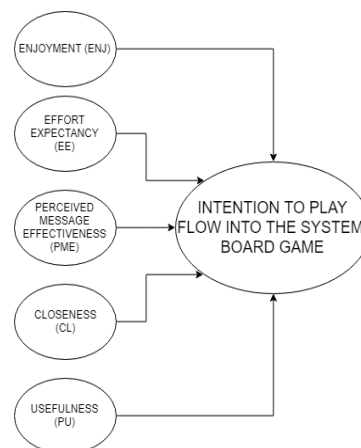 ENJOYMENT (ENJ)
EFFORT
EXPECTANCY
(EE)
PERCEIVED
MESSAGE
EFFECTIVENESS
(PME)
CLOSENESS
(CL)
USEFULNESS
(PU)
INTENTION TO PLAY
FLOW INTO THE SYSTEM
BOARD GAME